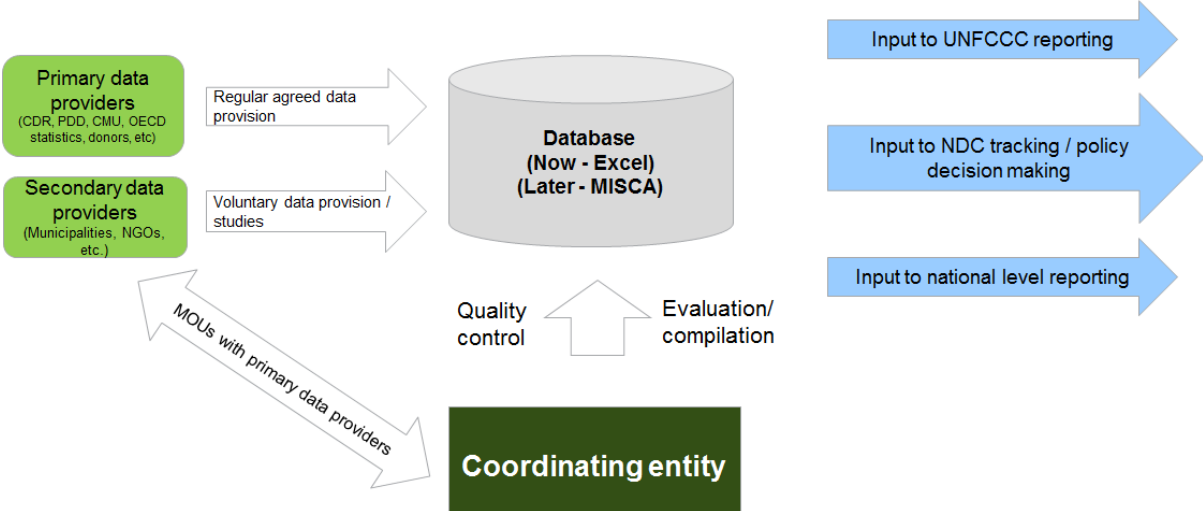 Primary data
providers
(CDR, PDD, CMU, OECD
statistics, donors, etc)
Regular agreed data
provision
Secondary data
providers
(Municipalities, NGOs,
etc.)
Voluntary data provision /
studies
Database
(Now - Excel)
(Later - MISCA)
Input to UNFCCC reporting
Input to NDC tracking / policy
decision making
Input to national level reporting
MOUs with primary data providers
Quality
control
Evaluation/
compilation
Coordinating entity